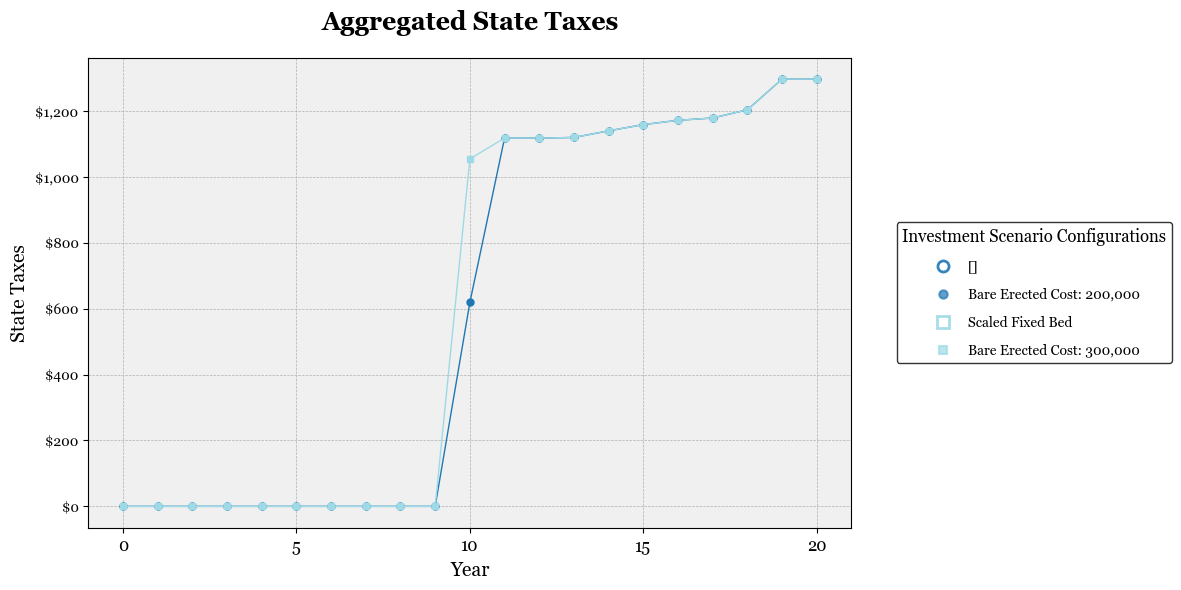 Aggregated State Taxes
$1,200
$1,000
$800
$600
$400
$200
$0
State Taxes
0 5 10 15 20
Year
Investment Scenario Configurations
[]
Bare Erected Cost: 200,000
Scaled Fixed Bed
Bare Erected Cost: 300,000